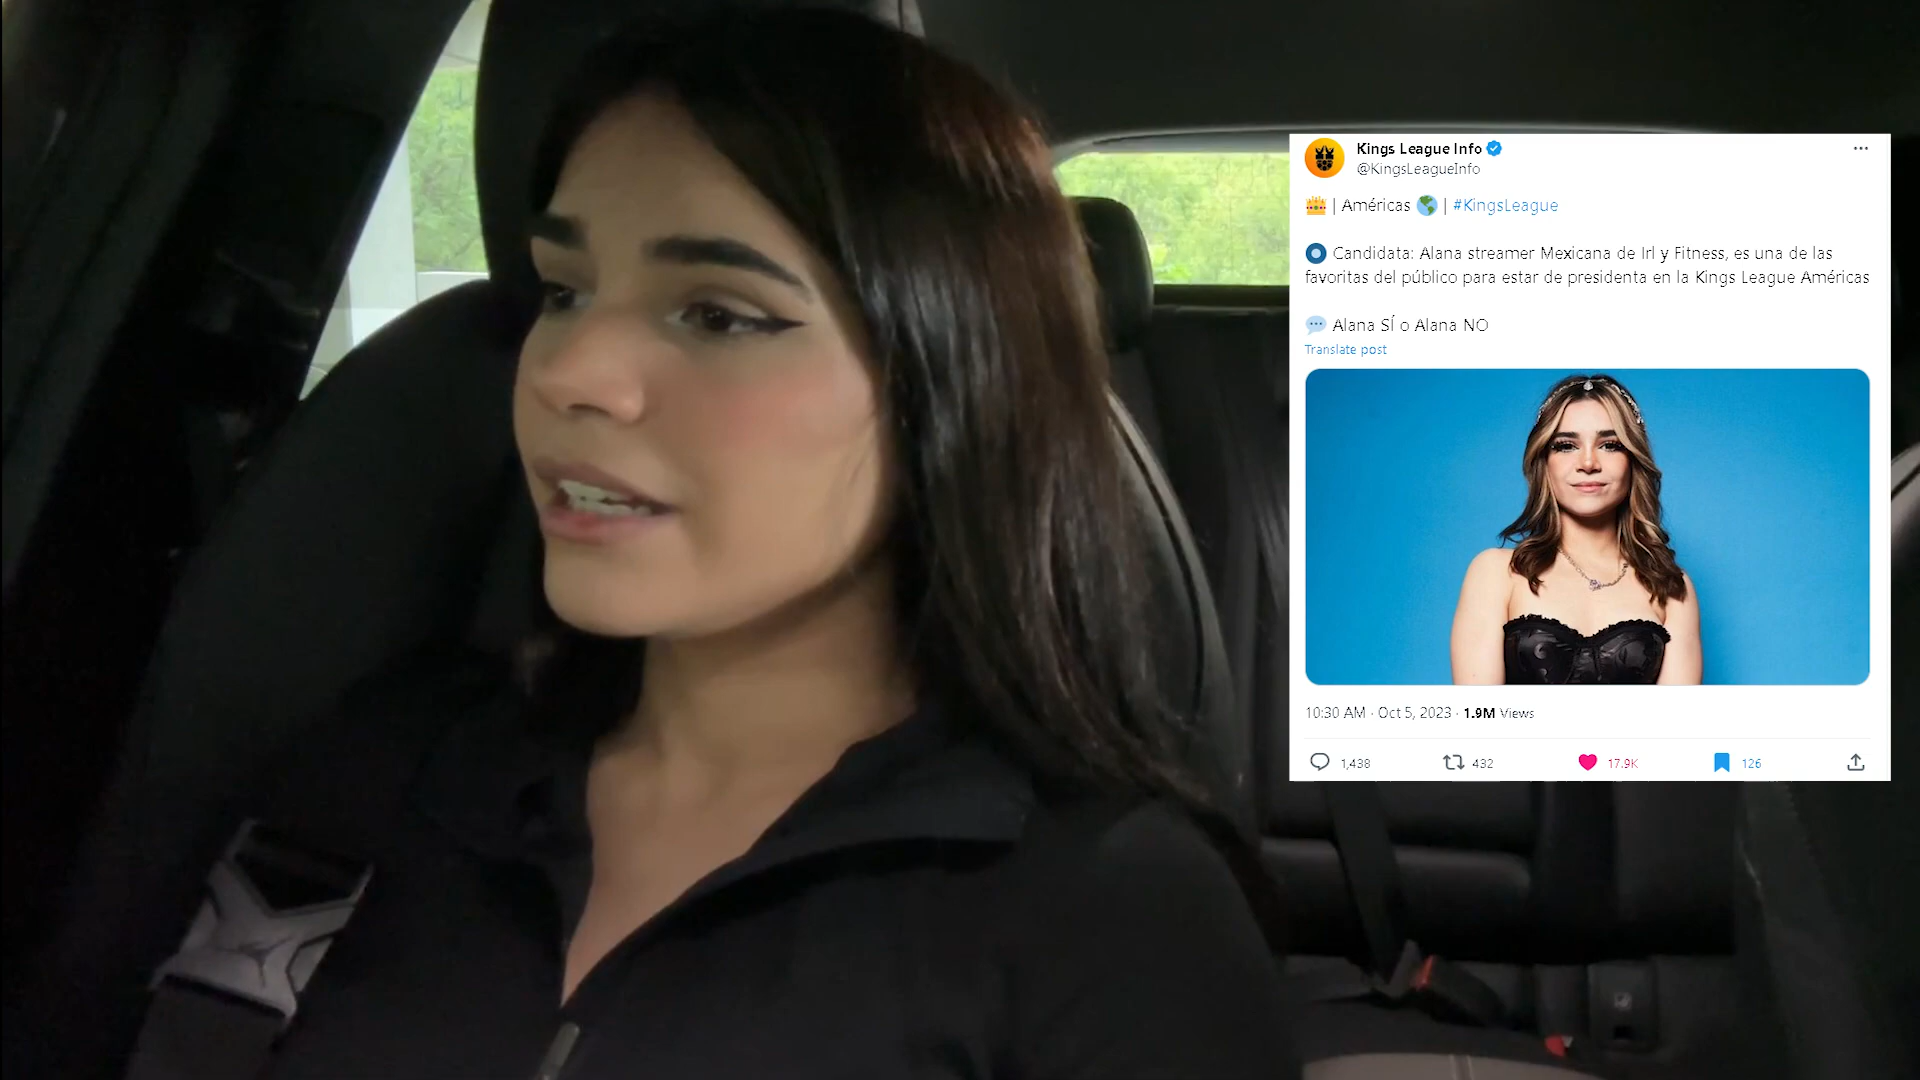 Kings League Info
@KingsLeagueInfo
| Américas | #KingsLeague
Candidata: Alana streamer Mexicana de Irl y Fitness, es una de las
favoritas del público para estar de presidenta en la Kings League Américas
Alana SÍ o Alana NO
Translate post
10:30 AM · Oct 5, 2023 · 1.9M Views
1,438 432 17.9K 126